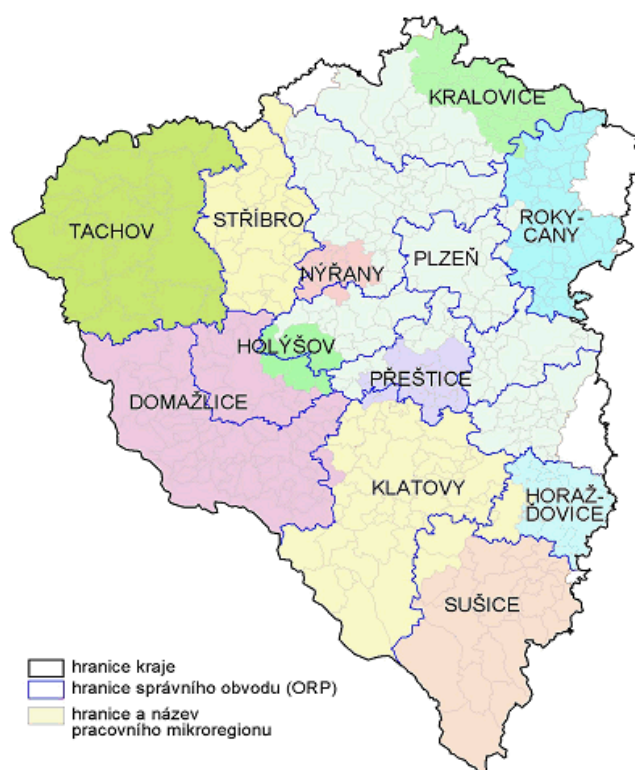 KRALOVICE
ROKY-
CANY
TACHOV
STŘÍBRO
PLZEŇ
NÝŘANY
HOLÝŠOV
PŘEŠTICE
DOMAŽLICE
KLATOVY
HORAŽ-
ĎOVICE
SUŠICE
hranice kraje
hranice správního obvodu (ORP)
hranice a název
pracovního mikroregionu